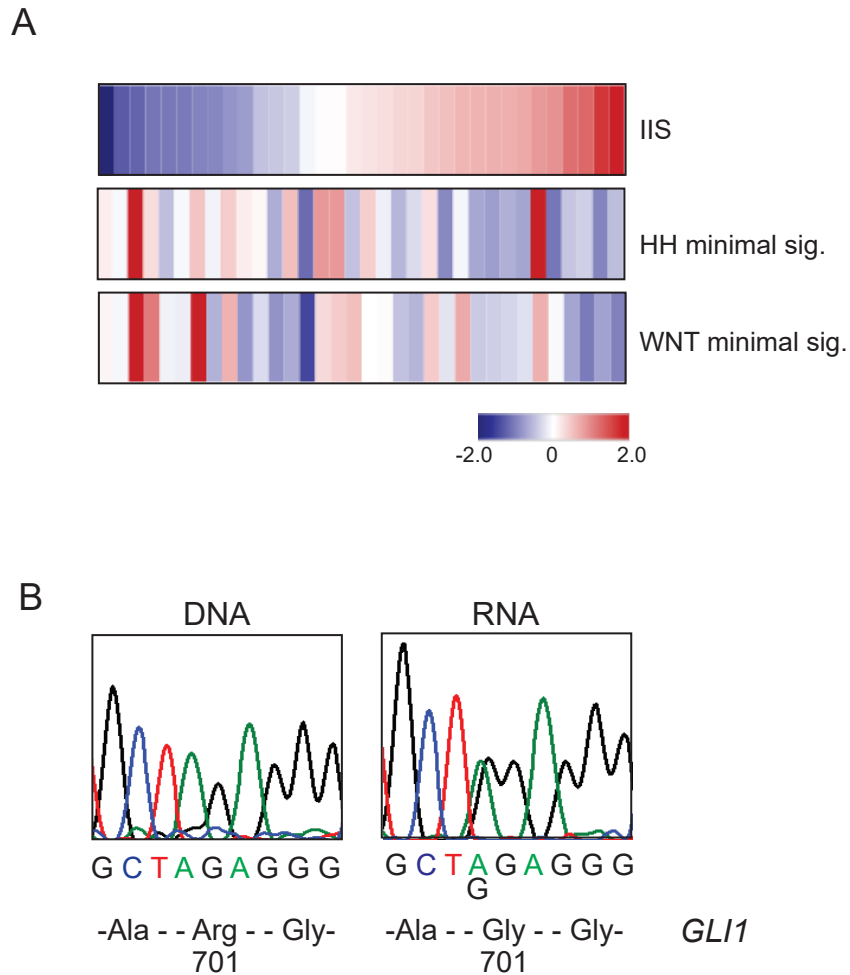 A
IIS
HH minimal sig.
WNT minimal sig.
-2.0 0 2.0
B
DNA RNA
G C T A G A G G G
G C T A G A G G G
G
-Ala - - Arg - - Gly-
701
-Ala - - Gly - - Gly-
701
GLI1